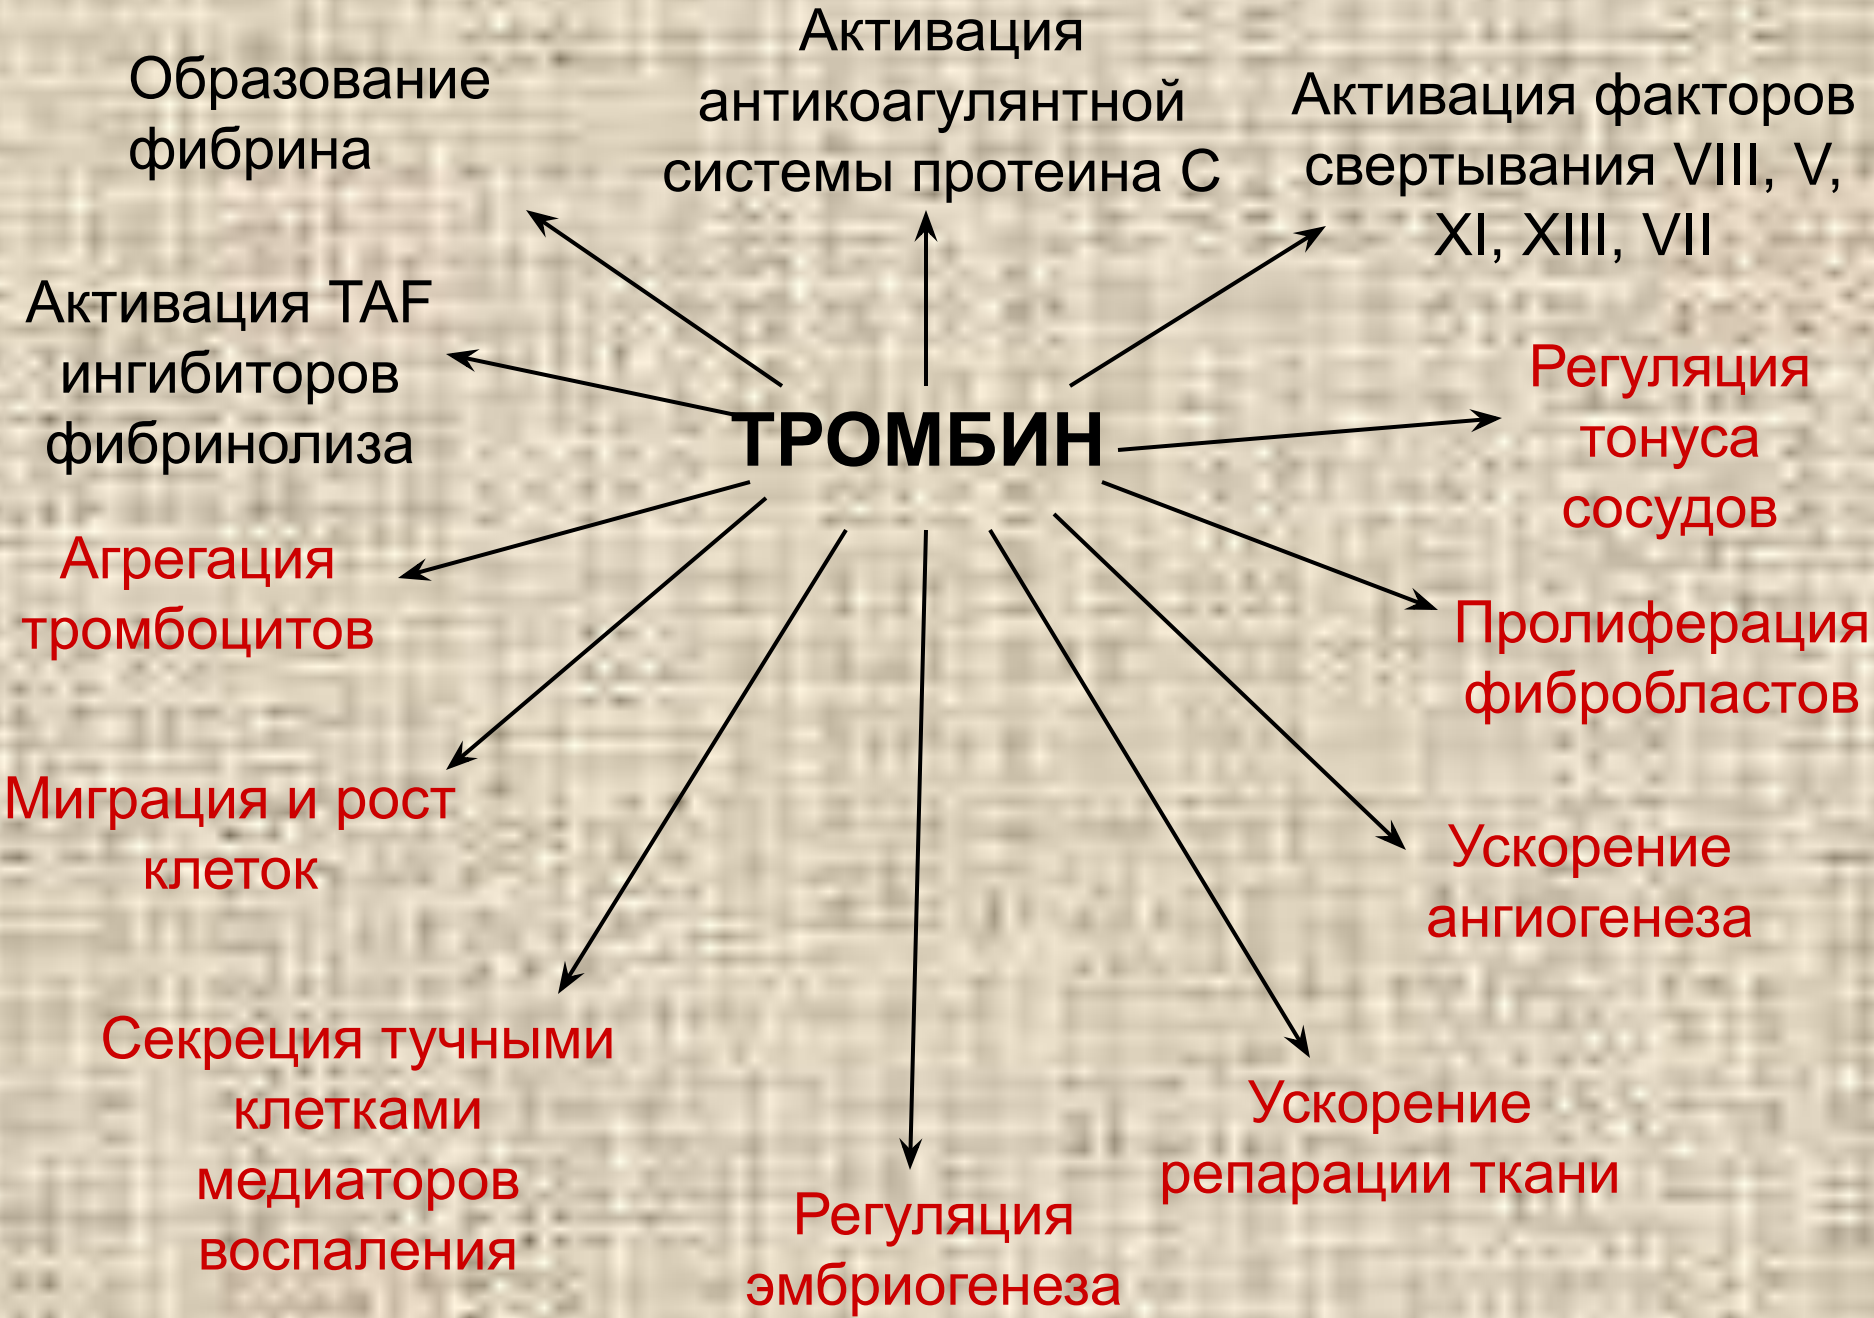 Образование
фибрина
Активация
антикоагулянтной
системы протеина С
Активация факторов
свертывания VIII, V,
XI, XIII, VII
Активация TAF
ингибиторов
фибринолиза
ТРОМБИН
Регуляция
тонуса
сосудов
Агрегация
тромбоцитов
Пролиферация
фибробластов
Миграция и рост
клеток
Ускорение
ангиогенеза
Секреция тучными
клетками
медиаторов
воспаления
Регуляция
эмбриогенеза
Ускорение
репарации ткани